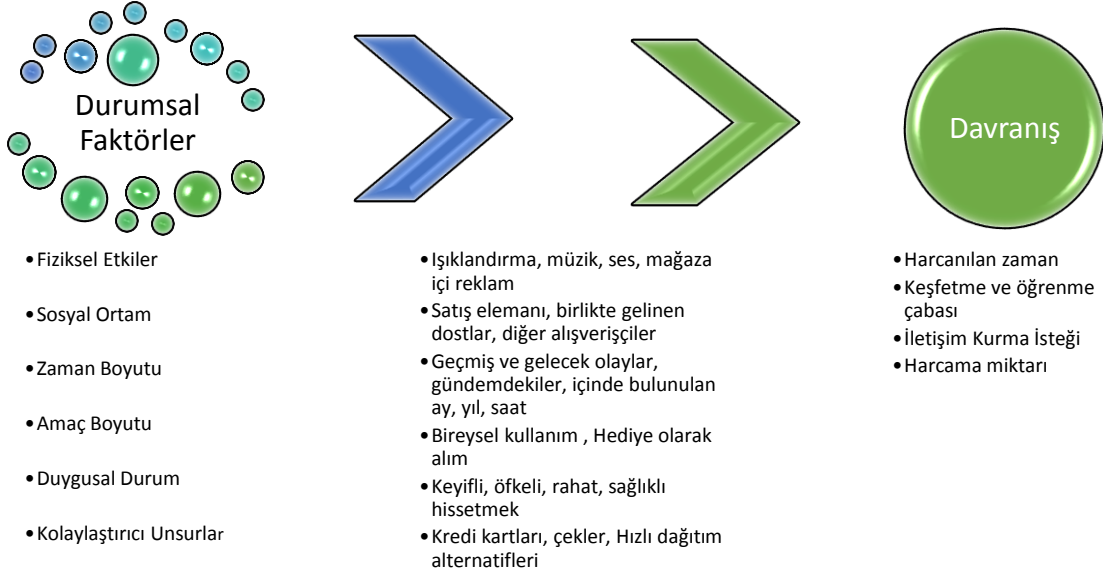 Durumsal
Faktörler
Davranış
•Fiziksel Etkiler
•Sosyal Ortam
•Zaman Boyutu
•Amaç Boyutu
•Duygusal Durum
•Kolaylaştırıcı Unsurlar
•Işıklandırma, müzik, ses, mağaza
içi reklam
•Satış elemanı, birlikte gelinen
dostlar, diğer alışverişçiler
•Geçmiş ve gelecek olaylar,
gündemdekiler, içinde bulunulan
ay, yıl, saat
•Bireysel kullanım , Hediye olarak
alım
•Keyifli, öfkeli, rahat, sağlıklı
hissetmek
•Kredi kartları, çekler, Hızlı dağıtım
alternatifleri
•Harcanılan zaman
•Keşfetme ve öğrenme
çabası
•İletişim Kurma İsteği
•Harcama miktarı